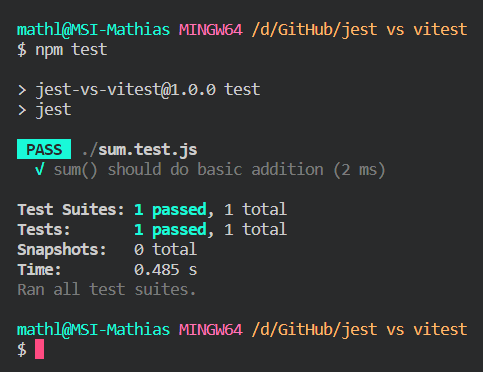 mathl@MSI-Mathias MINGW64 /d/GitHub/jest vs vitest
$ npm test
> jest-vs-vitest@1.0.0 test
> jest
PASS ./sum.test.js
√ sum() should do basic addition (2 ms)
Test Suites: 1 passed, 1 total
Tests: 1 passed, 1 total
Snapshots: 0 total
Time: 0.485 s
Ran all test suites.
mathl@MSI-Mathias MINGW64 /d/GitHub/jest vs vitest
$